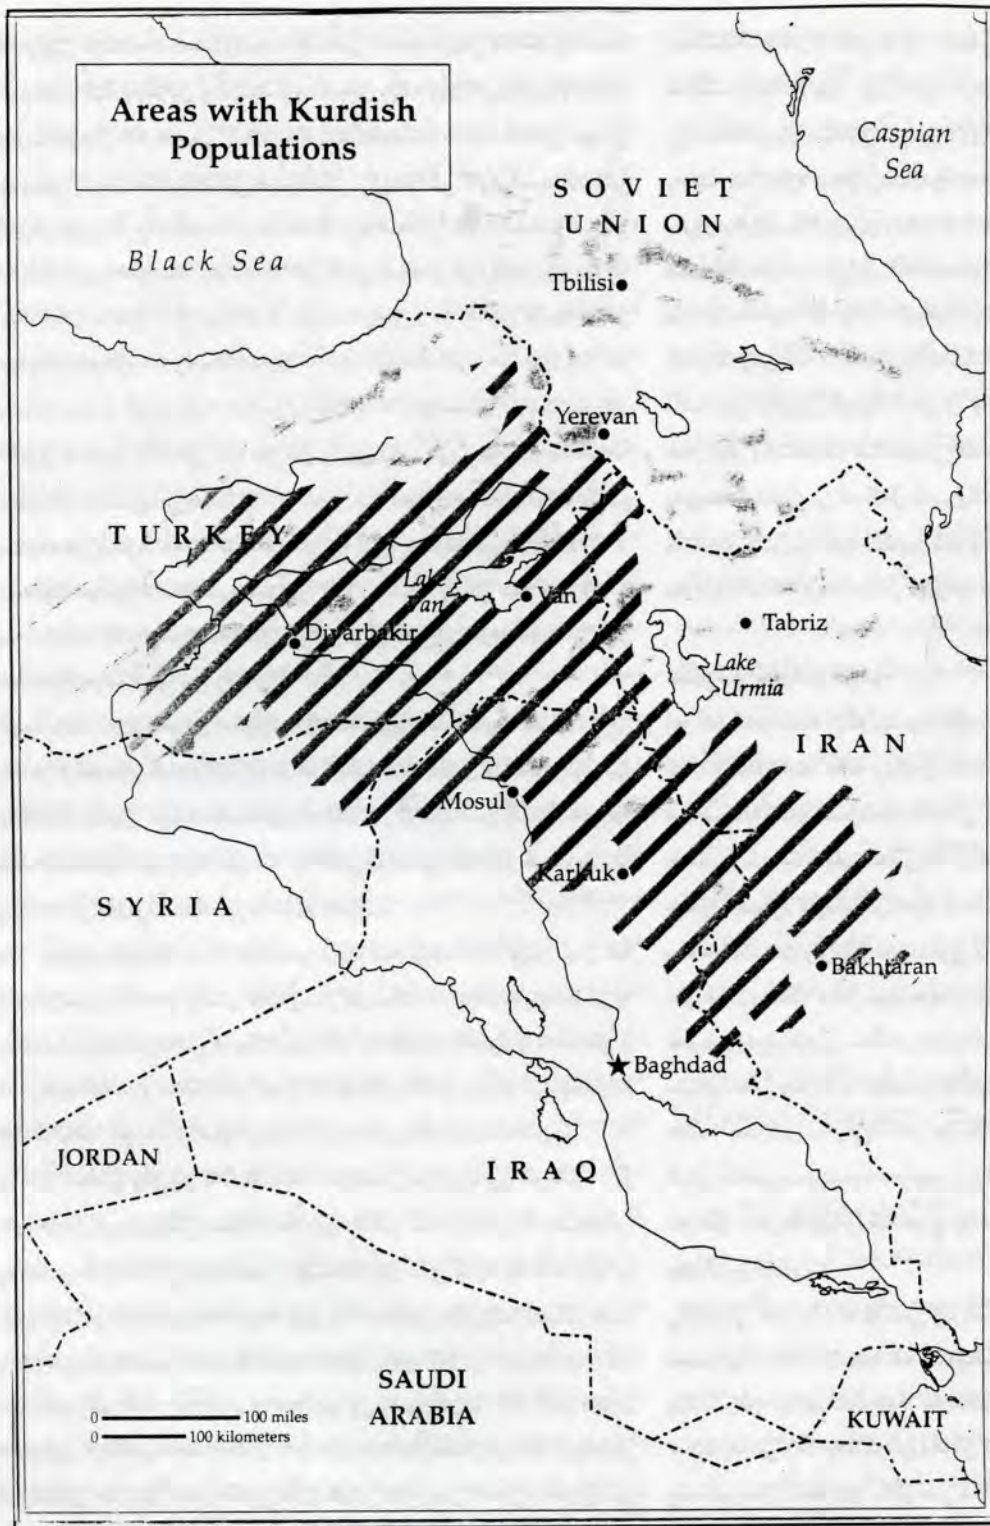 Areas with Kurdish
Populations
Caspian
Sea
SOVIET
UNION
Black Sea
Tbilisi
Yerevan
TURKEY
Lake
Van
Van
Diyarbakir
Tabriz
Lake
Urmia
IRAN
Mosul
Karkuk
SYRIA
Bakhtaran
Baghdad
JORDAN
IRAQ
SAUDI
ARABIA
KUWAIT
0 100 miles
0 100 kilometers